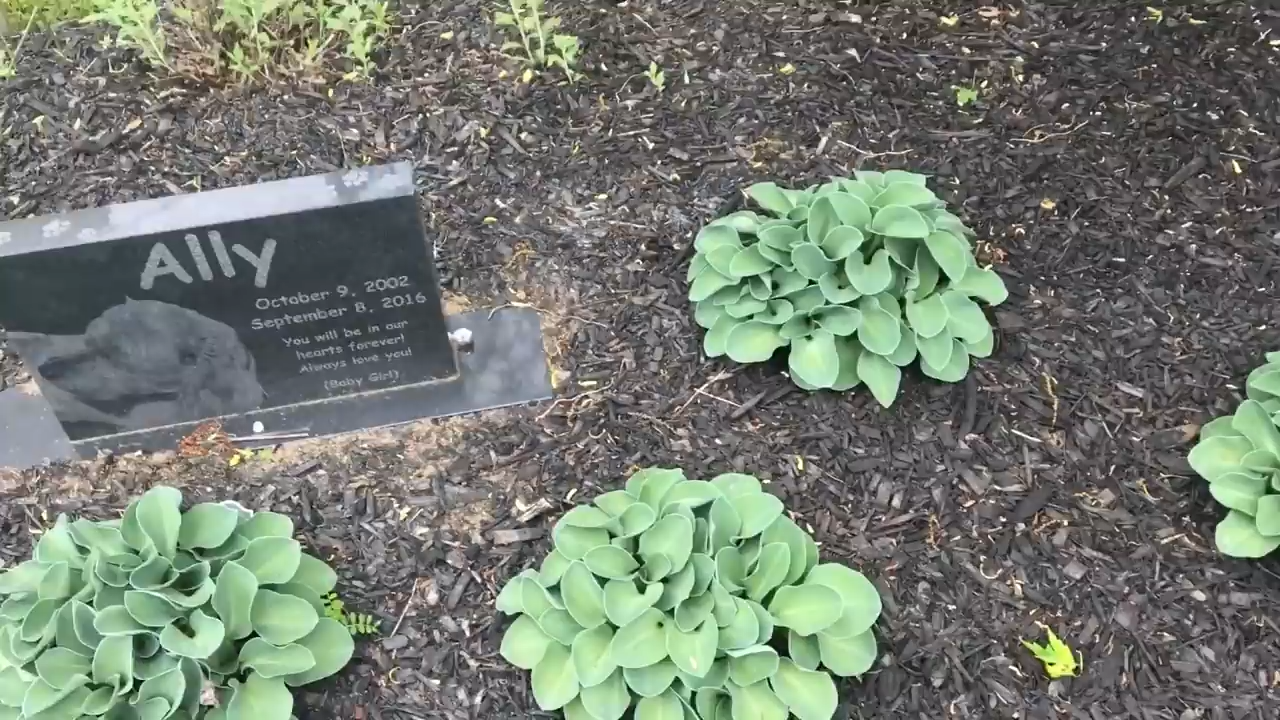 Ally
October 9, 2002
September 8, 2016
You will be in our
hearts forever!
Always love you!
(Baby Girl)